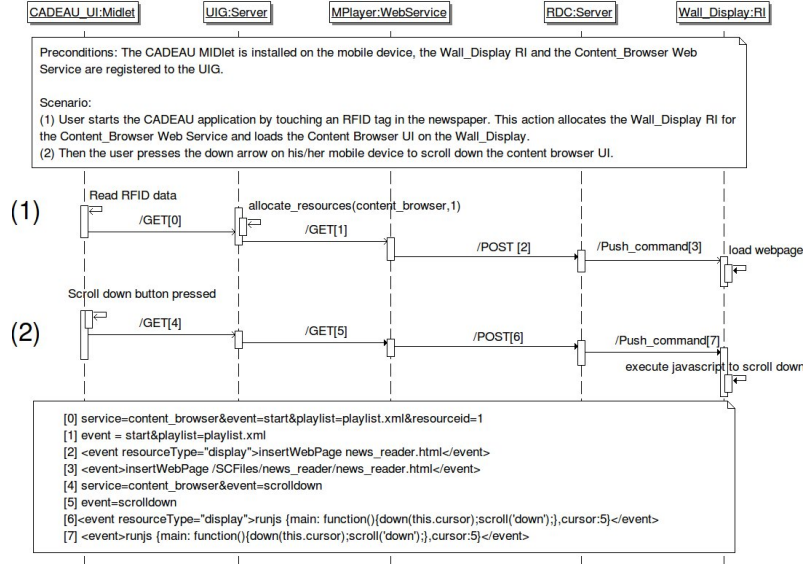 CADEAU_UI:Midlet
UIG:Server
MPlayer:WebService
RDC:Server
Wall_Display:RI
Preconditions: The CADEAU MIDlet is installed on the mobile device, the Wall_Display RI and the Content_Browser Web
Service are registered to the UIG.
Scenario:
(1) User starts the CADEAU application by touching an RFID tag in the newspaper. This action allocates the Wall_Display RI for
the Content_Browser Web Service and loads the Content Browser UI on the Wall_Display.
(2) Then the user presses the down arrow on his/her mobile device to scroll down the content browser UI.
(1)
Read RFID data
allocate_resources(content_browser,1)
/GET[0]
/GET[1]
/POST [2]
/Push_command[3]
load webpage
(2)
Scroll down button pressed
/GET[4]
/GET[5]
/POST[6]
/Push_command[7]
execute javascript to scroll down
[0] service=content_browser&event=start&playlist=playlist.xml&resourceid=1
[1] event = start&playlist=playlist.xml
[2] <event resourceType="display">insertWebPage news_reader.html</event>
[3] <event>insertWebPage /SCFiles/news_reader/news_reader.html</event>
[4] service=content_browser&event=scrolldown
[5] event=scrolldown
[6]<event resourceType="display">runjs {main: function(){down(this.cursor);scroll('down');},cursor:5}</event>
[7] <event>runjs {main: function(){down(this.cursor);scroll('down');},cursor:5}</event>